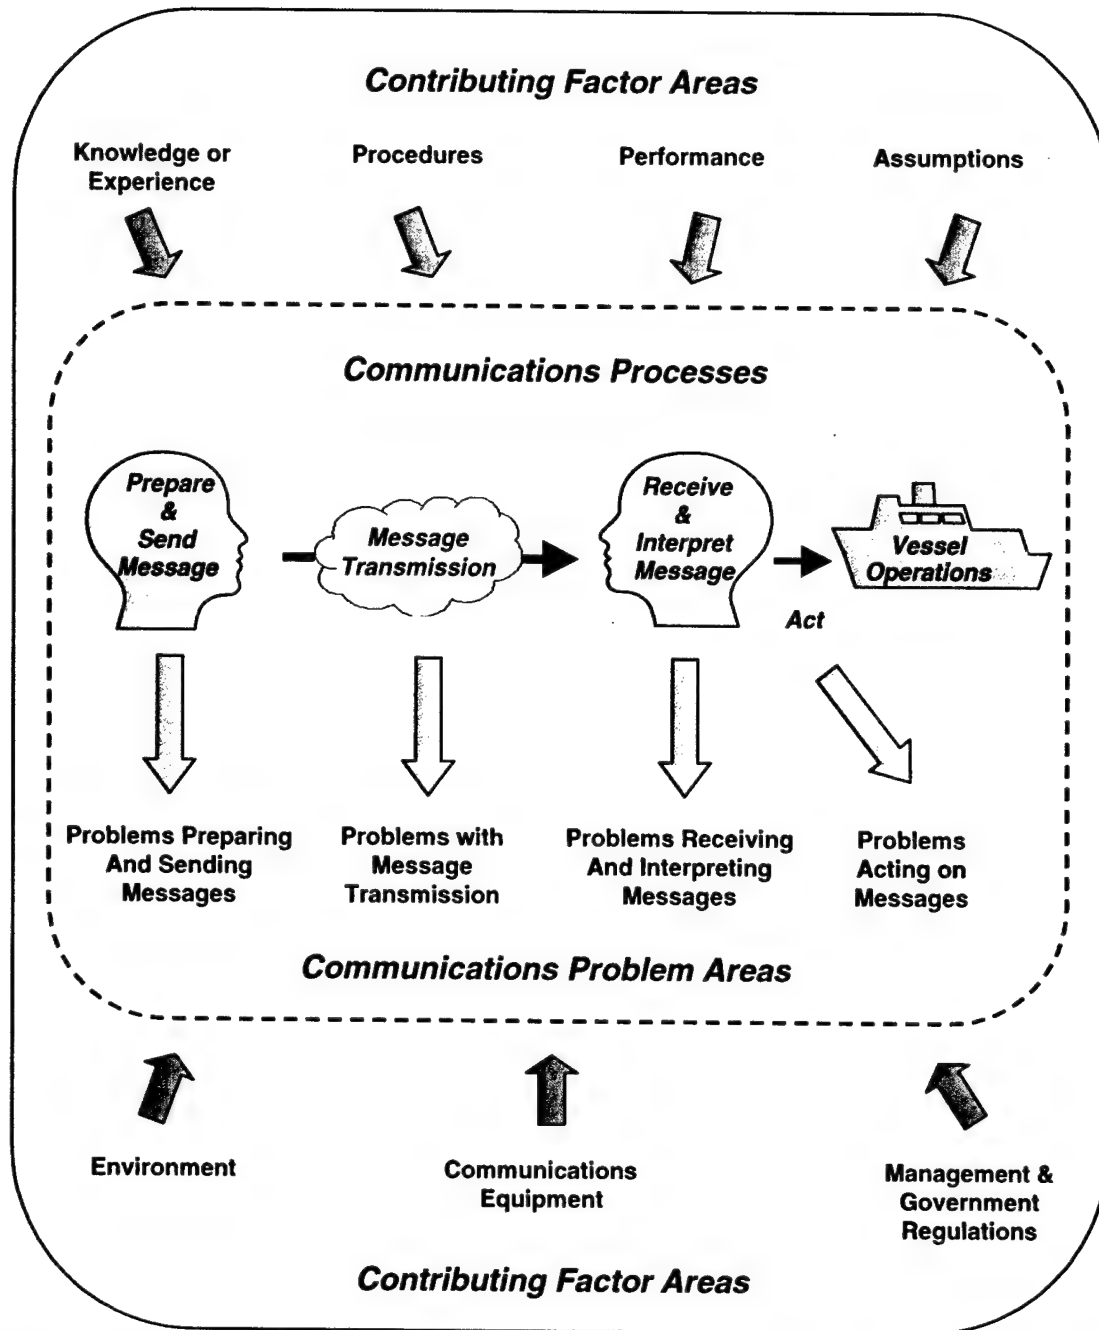 Contributing Factor Areas
Knowledge or
Experience
Procedures
Performance
Assumptions
Communications Processes
Prepare
&
Send
Message
Message
Transmission
Receive
&
Interpret
Message
Act
Vessel
Operations
Problems Preparing
And Sending
Messages
Problems with
Message
Transmission
Problems Receiving
And Interpreting
Messages
Problems
Acting on
Messages
Communications Problem Areas
Environment
Communications
Equipment
Management &
Government
Regulations
Contributing Factor Areas